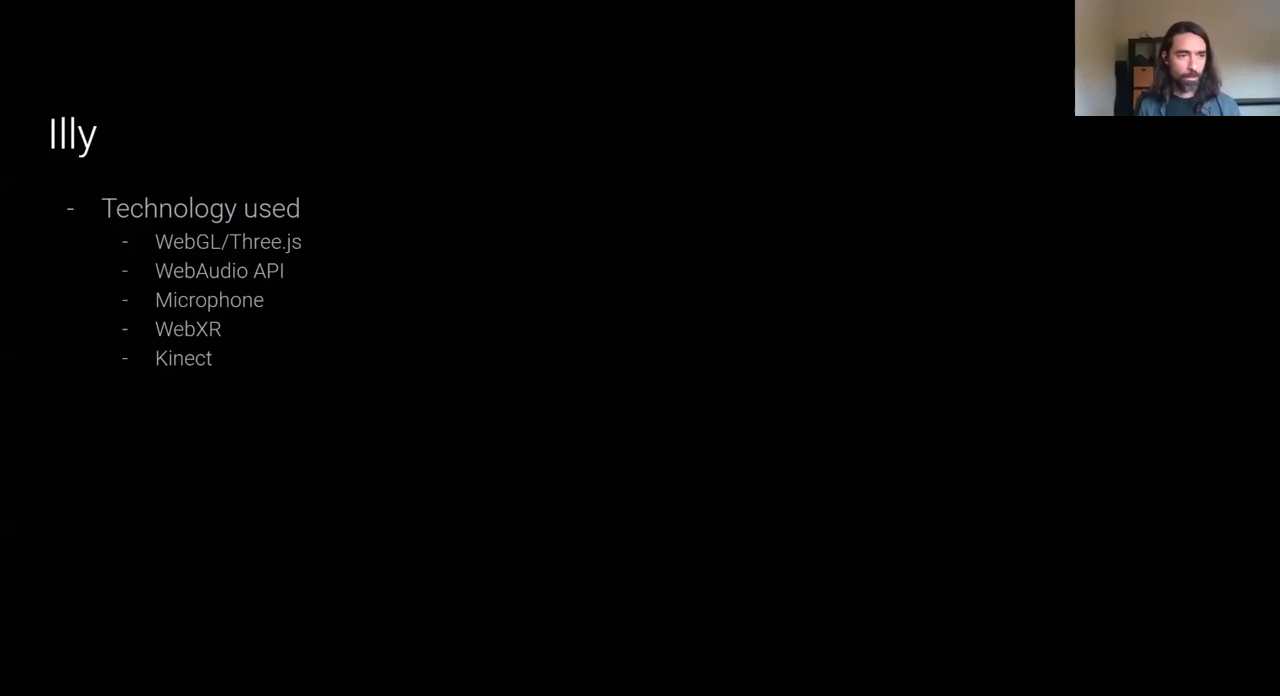 Illy
- Technology used
- WebGL/Three.js
- WebAudio API
- Microphone
- WebXR
- Kinect